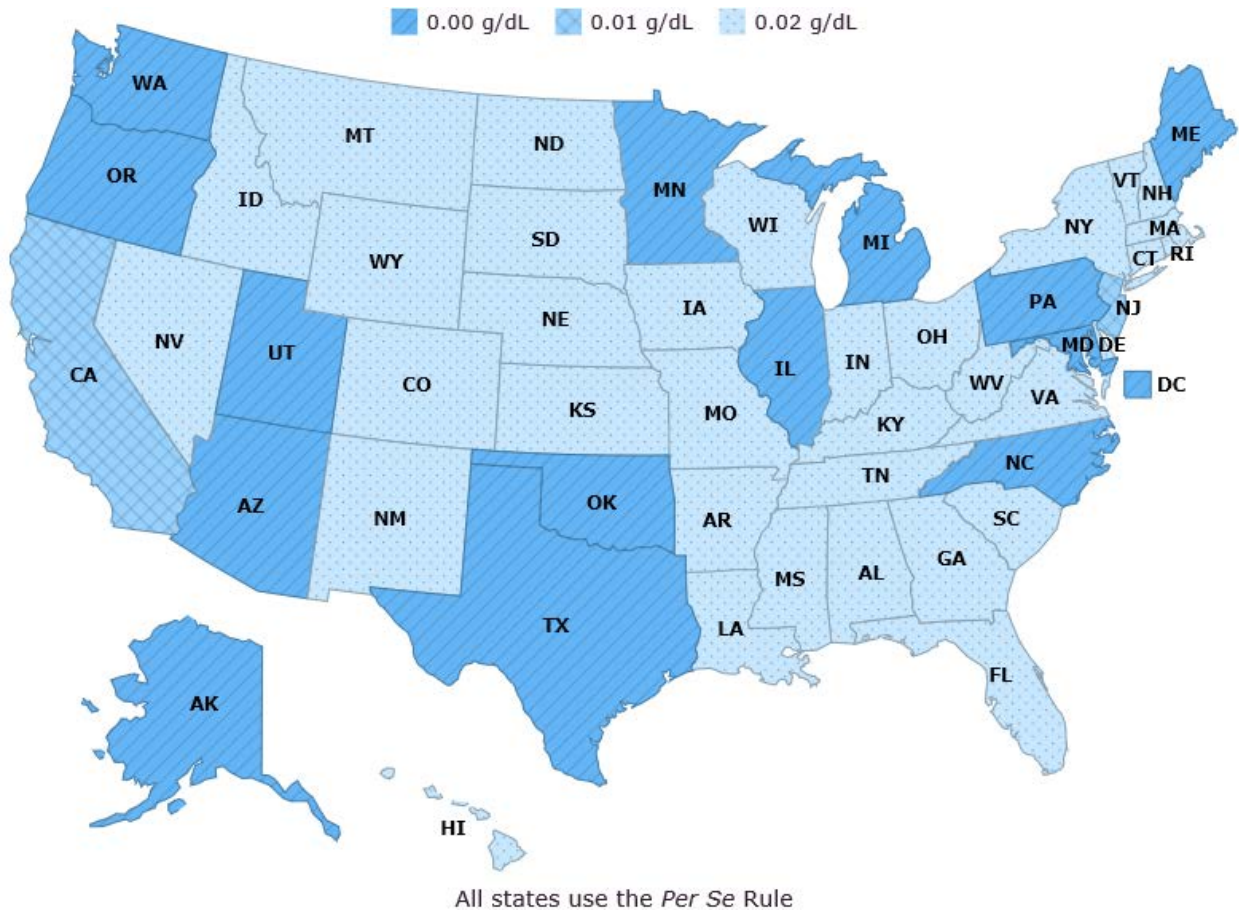 0.00 g/dL 0.01 g/dL 0.02 g/dL
WA
MT
ND
ME
OR
MN
VT
ID
NH
SD
WI
NY
MA
MI
WY
CT RI
IA
PA
NE
NJ
NV
OH
UT
IN
MD DE
IL
CA
CO
WV
DC
KS
MO
VA
KY
NC
TN
AZ
OK
NM
AR
SC
GA
MS
AL
TX
LA
FL
AK
HI
All states use the Per Se Rule